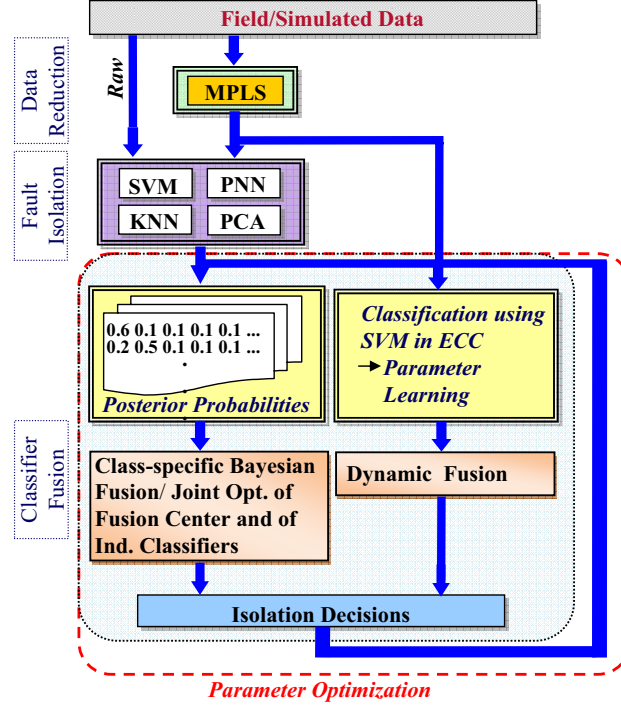 Field/Simulated Data
Data
Reduction
Raw
MPLS
Fault
Isolation
SVM
PNN
KNN
PCA
Classifier
Fusion
0.6 0.1 0.1 0.1 0.1 ...
0.2 0.5 0.1 0.1 0.1 ...
.
.
Posterior Probabilities
Classification using
SVM in ECC
Parameter
Learning
Class-specific Bayesian
Fusion/ Joint Opt. of
Fusion Center and of
Ind. Classifiers
Dynamic Fusion
Isolation Decisions
Parameter Optimization